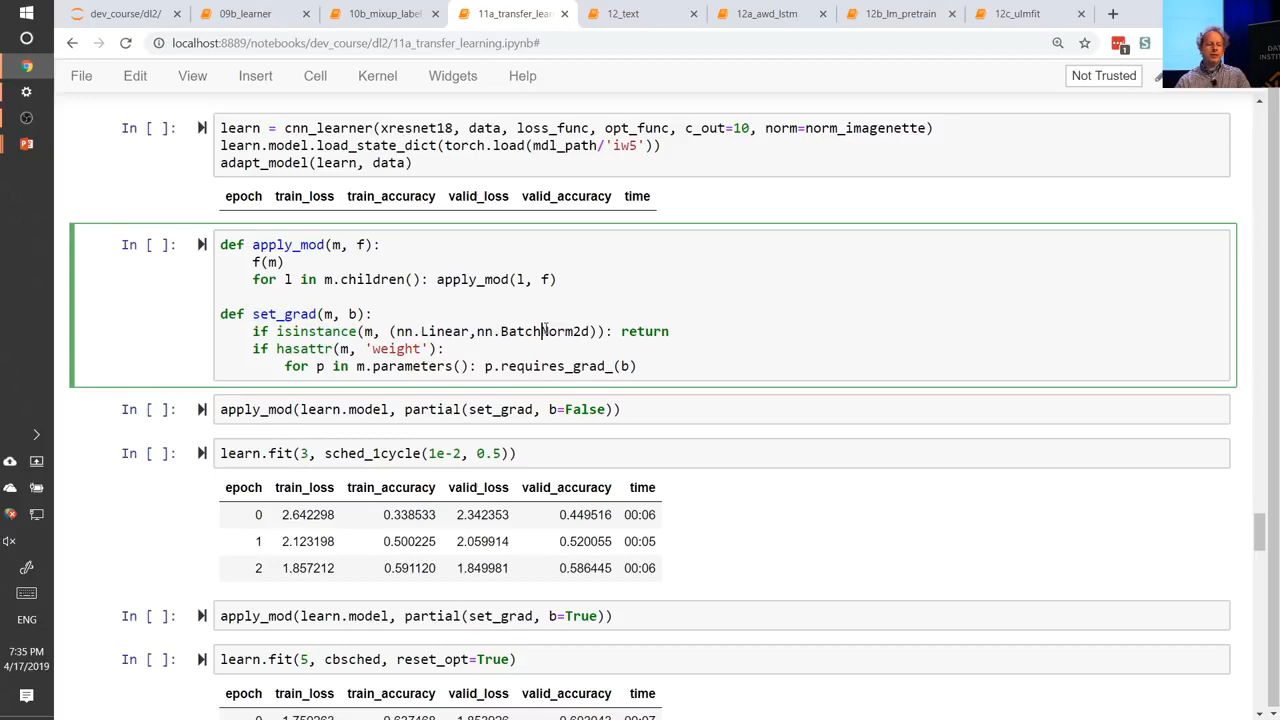 dev_course/dl2/
09b_learner
10b_mixup_label
11a_transfer_lea
12_text
12a_awd_lstm
12b_lm_pretrain
12c_ulmfit
localhost:8889/notebooks/dev_course/dl2/11a_transfer_learning.ipynb#
1
File Edit View Insert Cell Kernel Widgets Help
Not Trusted
In [ ]: learn = cnn_learner(xresnet18, data, loss_func, opt_func, c_out=10, norm=norm_imagenette)
learn.model.load_state_dict(torch.load(mdl_path/'iw5'))
adapt_model(learn, data)
epoch train_loss train_accuracy valid_loss valid_accuracy time
In [ ]: def apply_mod(m, f):
f(m)
for l in m.children(): apply_mod(l, f)
def set_grad(m, b):
if isinstance(m, (nn.Linear,nn.BatchNorm2d)): return
if hasattr(m, 'weight'):
for p in m.parameters(): p.requires_grad_(b)
In [ ]: apply_mod(learn.model, partial(set_grad, b=False))
In [ ]: learn.fit(3, sched_1cycle(1e-2, 0.5))
epoch train_loss train_accuracy valid_loss valid_accuracy time
0 2.642298 0.338533 2.342353 0.449516 00:06
1 2.123198 0.500225 2.059914 0.520055 00:05
2 1.857212 0.591120 1.849981 0.586445 00:06
In [ ]: apply_mod(learn.model, partial(set_grad, b=True))
In [ ]: learn.fit(5, cbsched, reset_opt=True)
epoch train_loss train_accuracy valid_loss valid_accuracy time
ENG
7:35 PM
4/17/2019